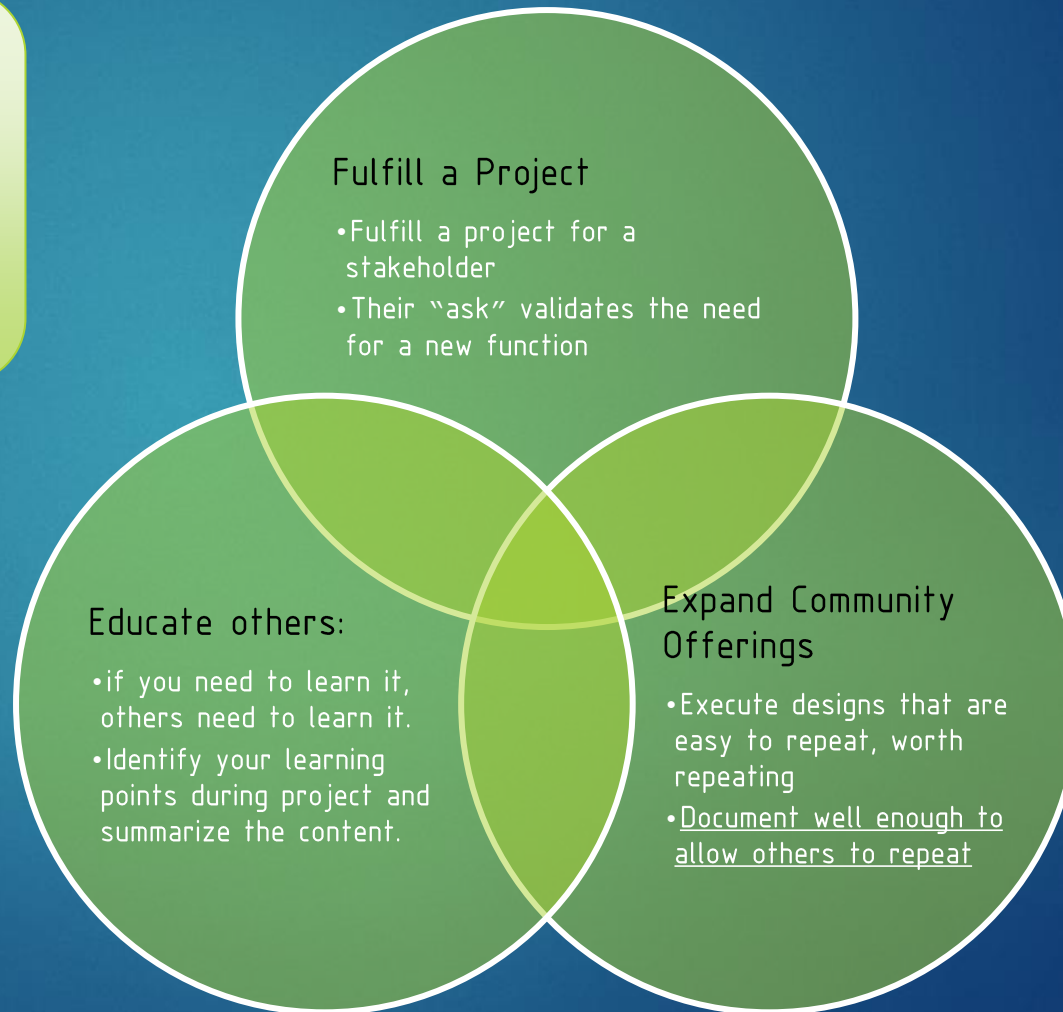 Fulfill a Project
•Fulfill a project for a
stakeholder
•Their “ask” validates the need
for a new function
Educate others:
•if you need to learn it,
others need to learn it.
•Identify your learning
points during project and
summarize the content.
Expand Community
Offerings
•Execute designs that are
easy to repeat, worth
repeating
•Document well enough to
allow others to repeat